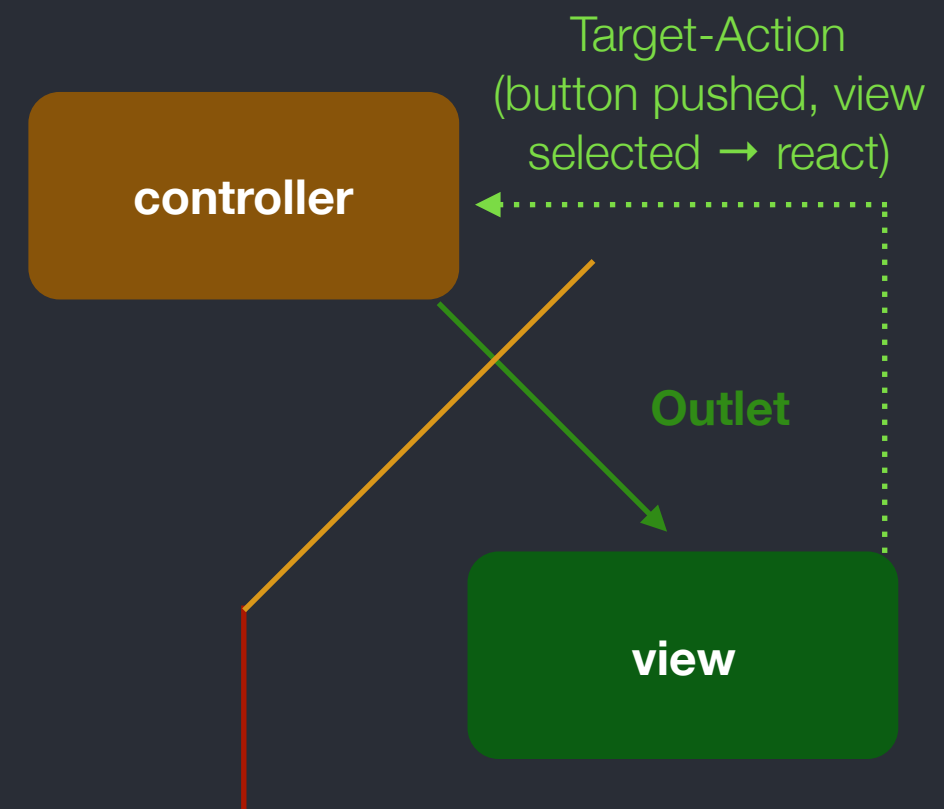 Target-Action
(button pushed, view
selected → react)
controller
Outlet
view